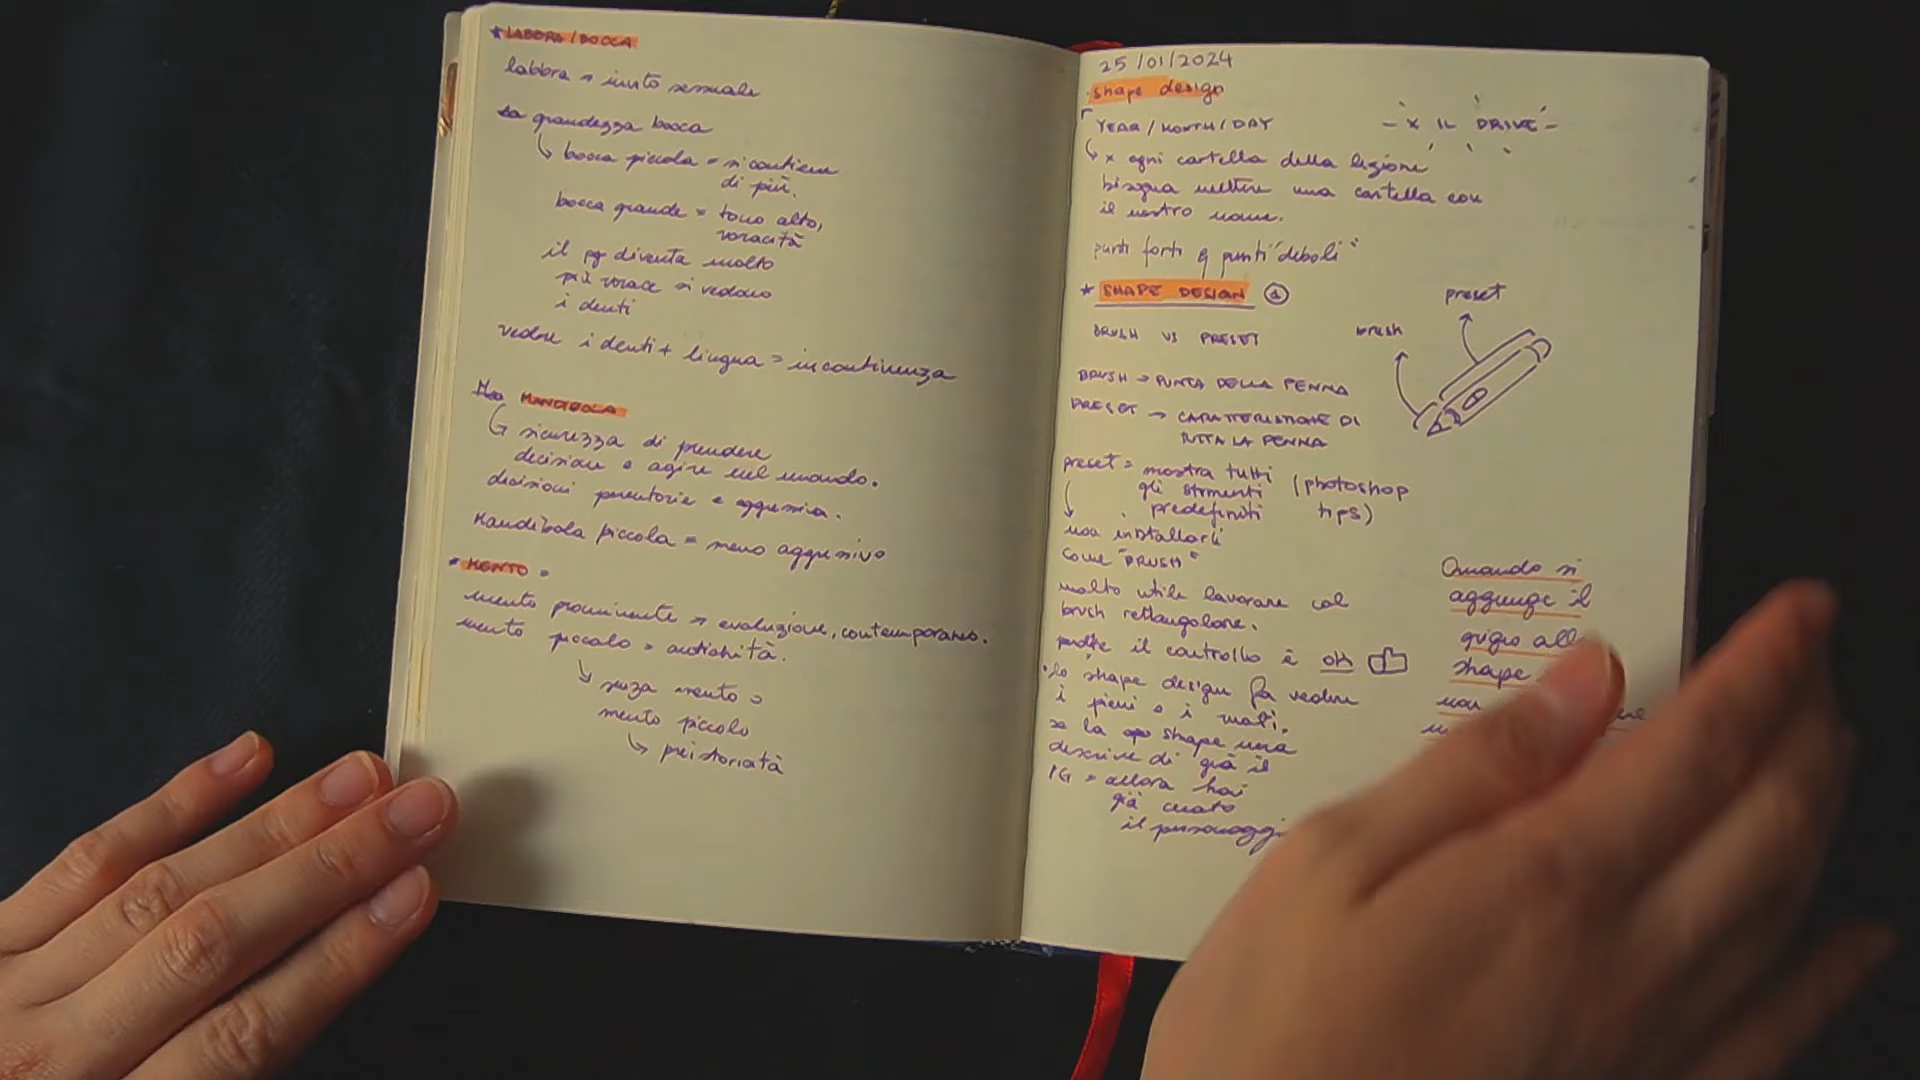 ★ LABBRA/BOCCA
labbra → invito sessuale
la grandezza bocca
↳ bocca piccola = si contiene
di più.
bocca grande = tono alto,
voracità
il pg diventa molto
più vorace si vedono
i denti
vedere i denti + lingua = incontinenza
MANDIBOLA
↳ sicurezza di prendere
decisioni e agire nel mondo.
decisioni perentorie e aggressiva.
Mandibola piccola = meno aggressivo
★ MENTO =
mento prominente → evoluzione, contemporaneo.
mento piccolo = antichità.
↳ senza mento =
mento piccolo
↳ preistoriatà
25/01/2024
shape design
YEAR/MONTH/DAY
- x IL DRIVE -
↳ x ogni cartella della lezione
bisogna mettere una cartella con
il nostro nome.
punti forti e punti "deboli"
★ SHAPE DESIGN
preset
brush
BRUSH VS PRESET
BRUSH → PUNTA DELLA PENNA
PRESET → CARATTERISTICHE DI
TUTTA LA PENNA
preset = mostra tutti (photoshop
gli strumenti tips)
predefiniti
non installarli
come "BRUSH"
molto utile lavorare col
brush rettangolare.
perché il controllo è ok
• lo shape design fa vedere
i pieni e i vuoti.
se la shape una
descrive di già il
PG = allora hai
già creato
il personaggi
Quando si
aggiunge il
grigio all
shape
non